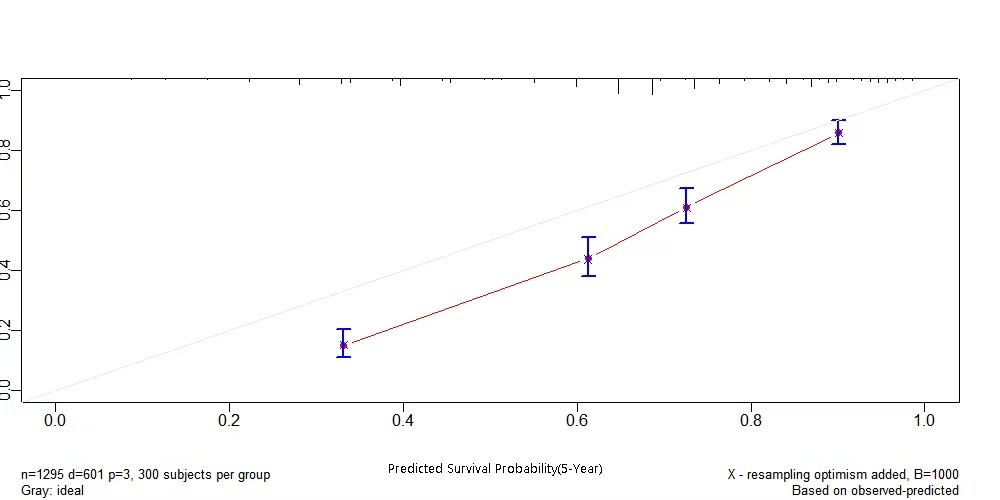 1.0
0.8
0.6
0.4
0.2
0.0
0.0 0.2 0.4 0.6 0.8 1.0
Predicted Survival Probability(5-Year)
n=1295 d=601 p=3, 300 subjects per group
Gray: ideal
X - resampling optimism added, B=1000
Based on observed-predicted